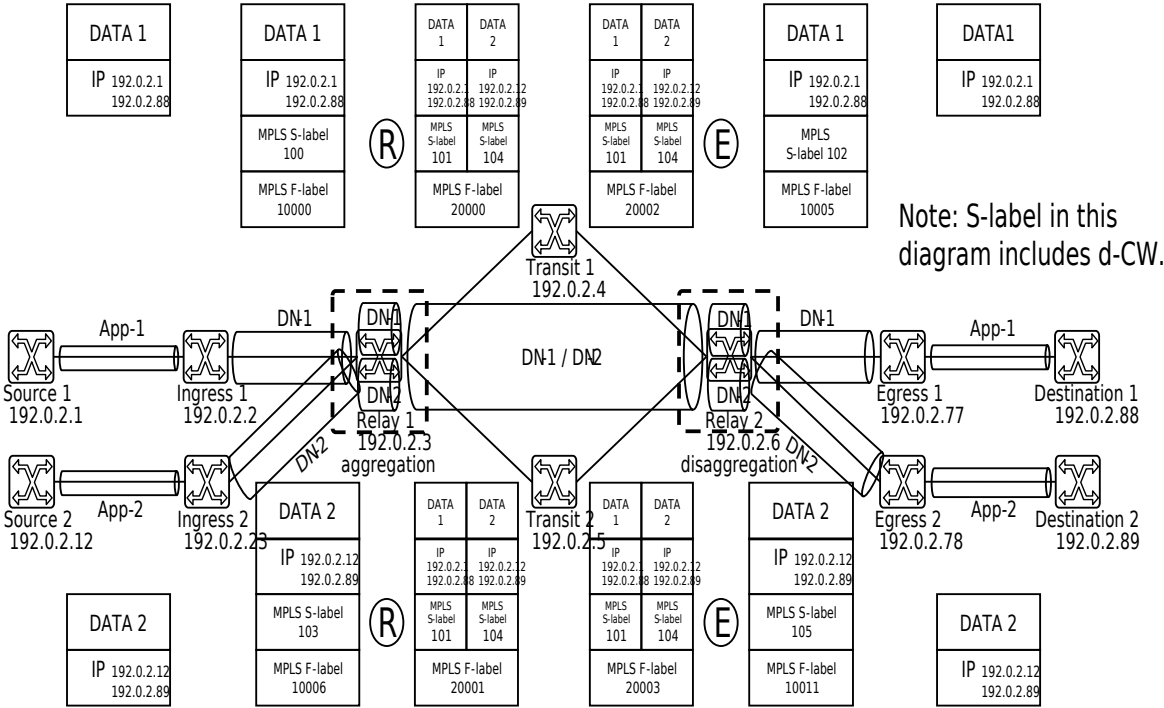 DATA 1
IP 192.0.2.1
192.0.2.88
DATA 1
IP 192.0.2.1
192.0.2.88
MPLS S-label
100
MPLS F-label
10000
R
DATA
1
DATA
2
IP
192.0.2.1
192.0.2.88
IP
192.0.2.12
192.0.2.89
MPLS
S-label
101
MPLS
S-label
104
MPLS F-label
20000
DATA
1
DATA
2
IP
192.0.2.1
192.0.2.88
IP
192.0.2.12
192.0.2.89
MPLS
S-label
101
MPLS
S-label
104
MPLS F-label
20002
E
DATA 1
IP 192.0.2.1
192.0.2.88
MPLS
S-label 102
MPLS F-label
10005
DATA1
IP 192.0.2.1
192.0.2.88
Note: S-label in this
diagram includes d-CW.
Transit 1
192.0.2.4
App-1
DN-1
DN-1
DN-2
DN-1 / DN-2
DN-1
DN-2
DN-1
App-1
Source 1
192.0.2.1
Ingress 1
192.0.2.2
Relay 1
192.0.2.3
aggregation
Relay 2
192.0.2.6
disaggregation
Egress 1
192.0.2.77
Destination 1
192.0.2.88
DN-2
DN-2
App-2
App-2
Source 2
192.0.2.12
Ingress 2
192.0.2.23
Transit 2
192.0.2.5
Egress 2
192.0.2.78
Destination 2
192.0.2.89
DATA 2
IP 192.0.2.12
192.0.2.89
DATA 2
IP 192.0.2.12
192.0.2.89
MPLS S-label
103
MPLS F-label
10006
R
DATA
1
DATA
2
IP
192.0.2.1
192.0.2.88
IP
192.0.2.12
192.0.2.89
MPLS
S-label
101
MPLS
S-label
104
MPLS F-label
20001
DATA
1
DATA
2
IP
192.0.2.1
192.0.2.88
IP
192.0.2.12
192.0.2.89
MPLS
S-label
101
MPLS
S-label
104
MPLS F-label
20003
E
DATA 2
IP 192.0.2.12
192.0.2.89
MPLS S-label
105
MPLS F-label
10011
DATA 2
IP 192.0.2.12
192.0.2.89